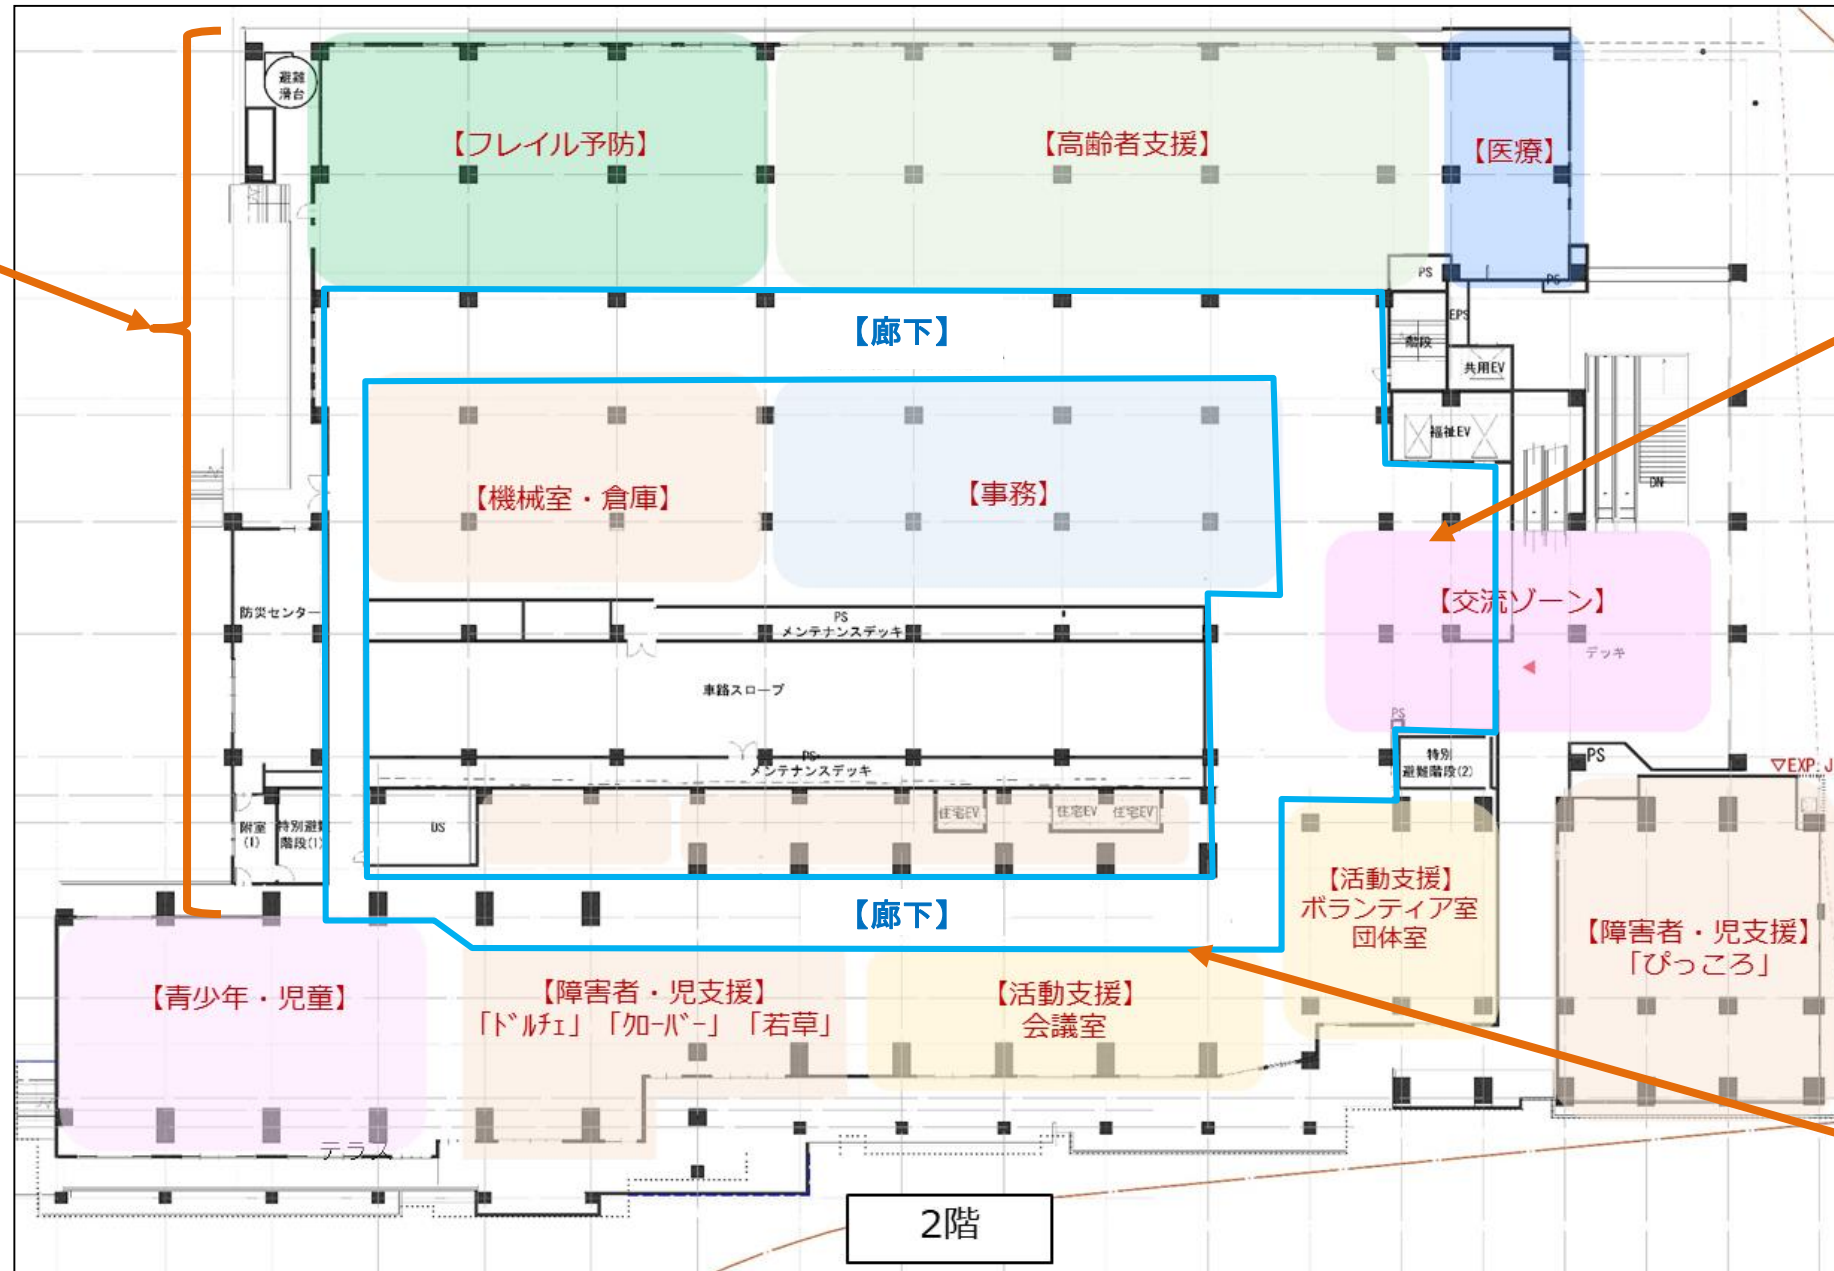 避難
滑台
【フレイル予防】
【高齢者支援】
【医療】
PS
PS
EPS
【廊下】
階段
共用EV
福祉EV
DN
【機械室・倉庫】
【事務】
防災センター
PS
メンテナンスデッキ
【交流ゾーン】
デッキ
車路スロープ
PS
PS
メンテナンスデッキ
特別
避難階段(2)
PS
▽EXP.J
附室
(1)
特別避難
階段(1)
DS
住宅EV
住宅EV
住宅EV
【廊下】
【活動支援】
ボランティア室
団体室
【障害者・児支援】
「ぴっころ」
【青少年・児童】
【障害者・児支援】
「ﾄﾞﾙﾁｪ」「ｸﾛｰﾊﾞｰ」「若草」
【活動支援】
会議室
テラス
2階